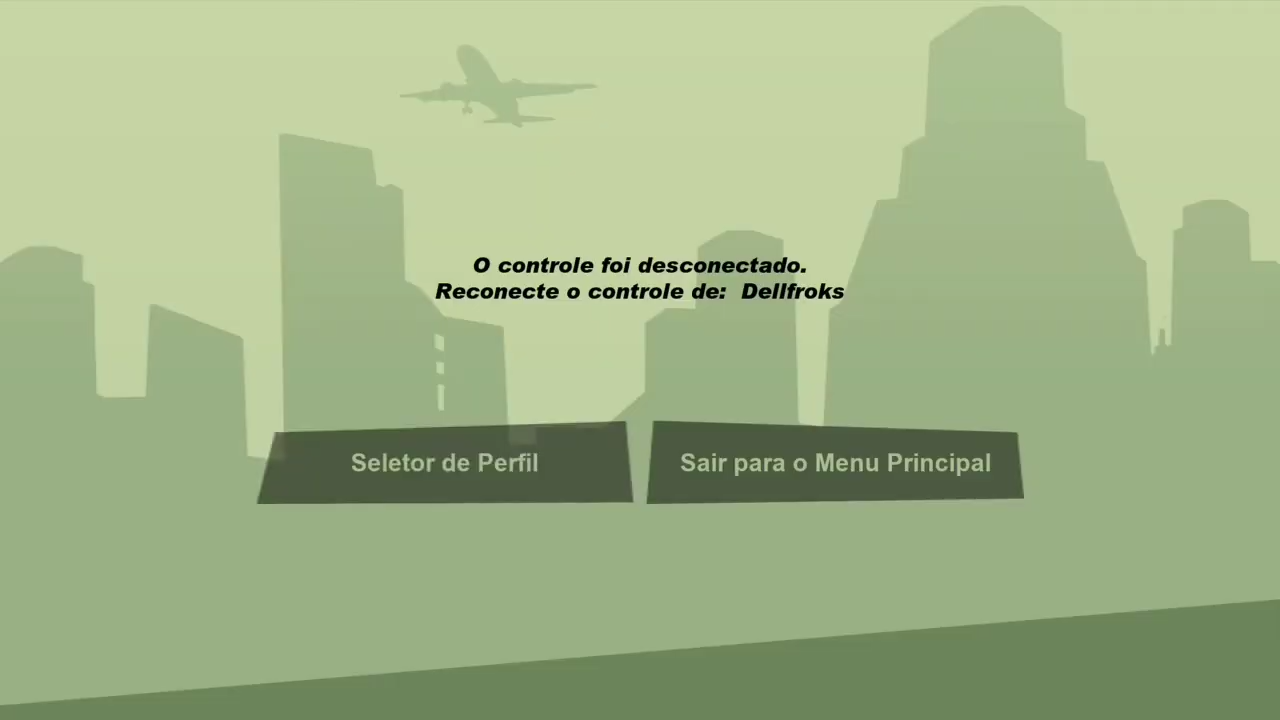 O controle foi desconectado.
Reconecte o controle de: Dellfroks
Seletor de Perfil
Sair para o Menu Principal